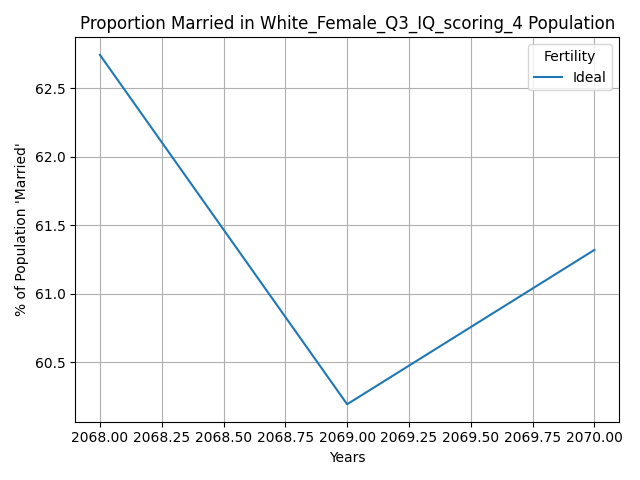 Proportion Married in White_Female_Q3_IQ_scoring_4 Population
Fertility
Ideal
% of Population 'Married'
62.5
62.0
61.5
61.0
60.5
2068.00 2068.25 2068.50 2068.75 2069.00 2069.25 2069.50 2069.75 2070.00
Years